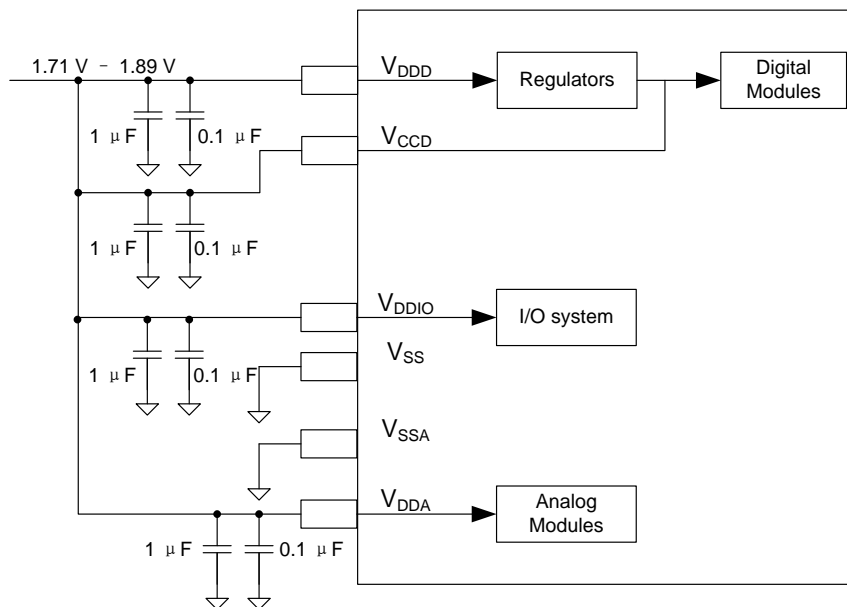 1.71 V – 1.89 V
VDDD
Regulators
Digital
Modules
1 μF
0.1 μF
VCCD
1 μF
0.1 μF
VDDIO
I/O system
1 μF
0.1 μF
VSS
VSSA
VDDA
Analog
Modules
1 μF
0.1 μF